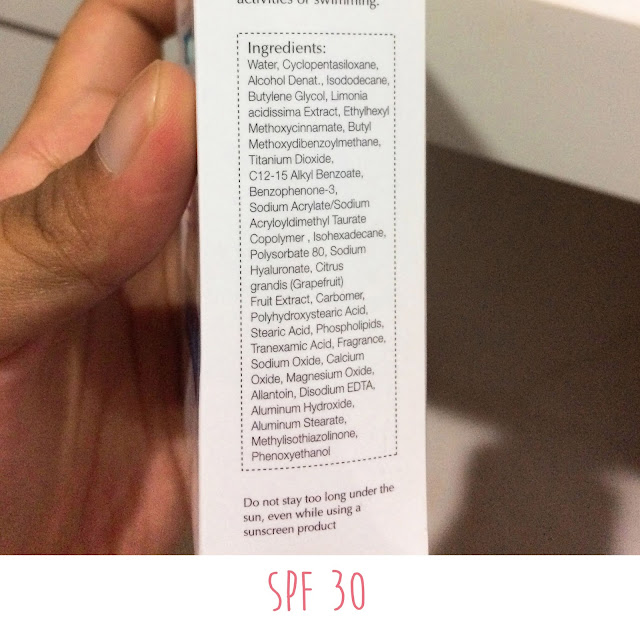 activities or swimming.
Ingredients:
Water, Cyclopentasiloxane,
Alcohol Denat., Isododecane,
Butylene Glycol, Limonia
acidissima Extract, Ethylhexyl
Methoxycinnamate, Butyl
Methoxydibenzoylmethane,
Titanium Dioxide,
C12-15 Alkyl Benzoate,
Benzophenone-3,
Sodium Acrylate/Sodium
Acryloyldimethyl Taurate
Copolymer , Isohexadecane,
Polysorbate 80, Sodium
Hyaluronate, Citrus
grandis (Grapefruit)
Fruit Extract, Carbomer,
Polyhydroxystearic Acid,
Stearic Acid, Phospholipids,
Tranexamic Acid, Fragrance,
Sodium Oxide, Calcium
Oxide, Magnesium Oxide,
Allantoin, Disodium EDTA,
Aluminum Hydroxide,
Aluminum Stearate,
Methylisothiazolinone,
Phenoxyethanol
Do not stay too long under the
sun, even while using a
sunscreen product
SPF 30